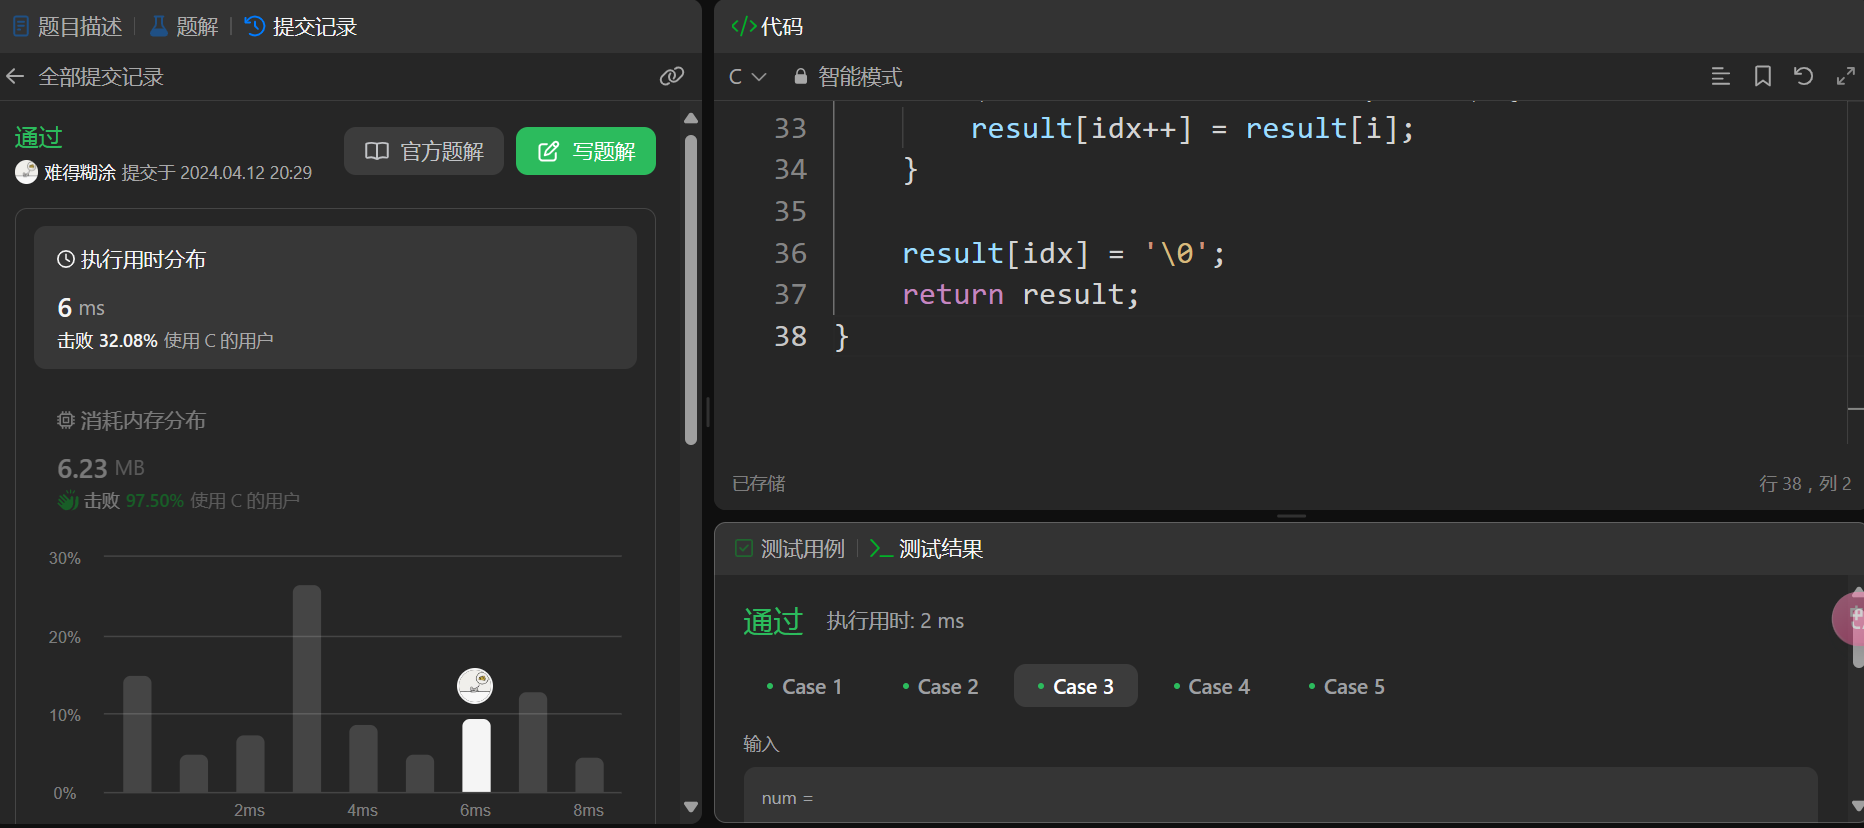 题目描述 题解 提交记录
全部提交记录
通过
难得糊涂 提交于 2024.04.12 20:29
官方题解
写题解
执行用时分布
6 ms
击败 32.08% 使用 C 的用户
消耗内存分布
6.23 MB
击败 97.50% 使用 C 的用户
30%
20%
10%
0%
2ms 4ms 6ms 8ms
</>代码
C 智能模式
33 result[idx++] = result[i];
34 }
35
36 result[idx] = '\0';
37 return result;
38 }
已存储 行 38，列 2
测试用例 测试结果
通过 执行用时: 2 ms
• Case 1 • Case 2 • Case 3 • Case 4 • Case 5
输入
num =